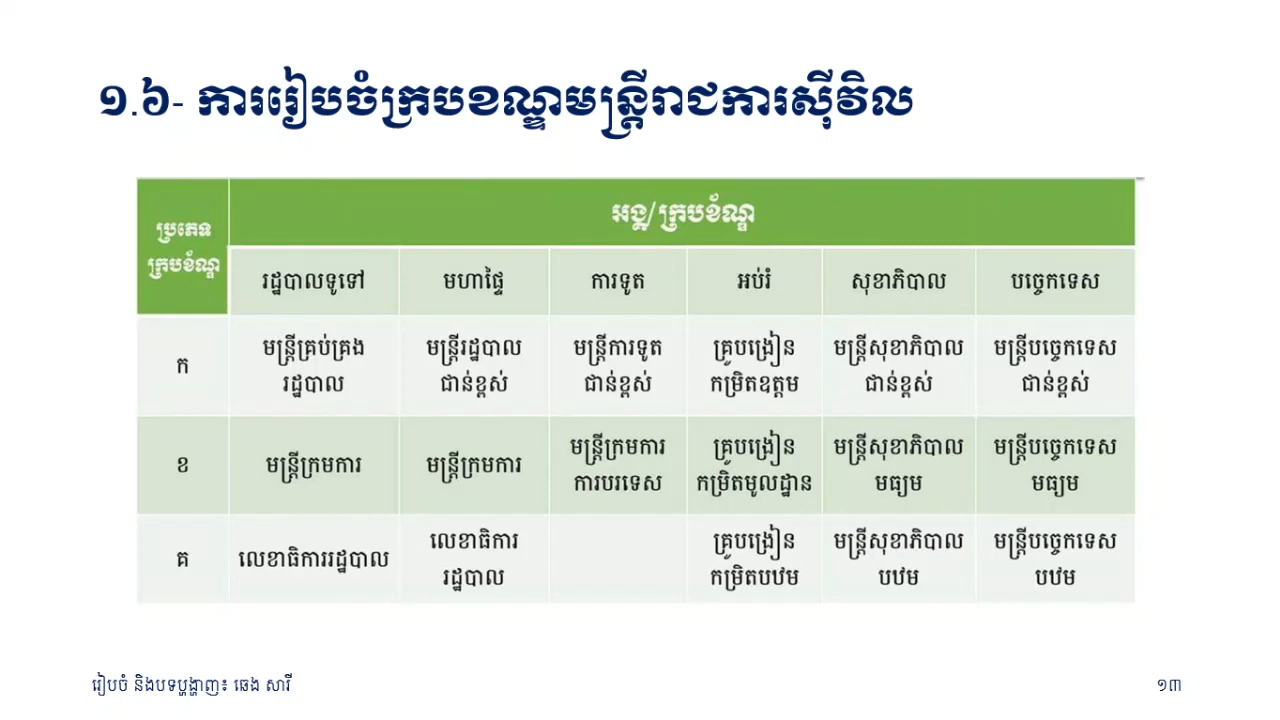 ១.៦- ការរៀបចំក្របខណ្ឌមន្ត្រីរាជការស៊ីវិល
ប្រភេទ
ក្របខ័ណ្ឌ
អង្គ/ក្របខ័ណ្ឌ
រដ្ឋបាលទូទៅ មហាផ្ទៃ ការទូត អប់រំ សុខាភិបាល បច្ចេកទេស
ក មន្ត្រីគ្រប់គ្រង មន្ត្រីរដ្ឋបាល មន្ត្រីការទូត គ្រូបង្រៀន មន្ត្រីសុខាភិបាល មន្ត្រីបច្ចេកទេស
រដ្ឋបាល ជាន់ខ្ពស់ ជាន់ខ្ពស់ កម្រិតឧត្តម ជាន់ខ្ពស់ ជាន់ខ្ពស់
ខ មន្ត្រីក្រមការ មន្ត្រីក្រមការ មន្ត្រីក្រមការ គ្រូបង្រៀន មន្ត្រីសុខាភិបាល មន្ត្រីបច្ចេកទេស
ការបរទេស កម្រិតមូលដ្ឋាន មធ្យម មធ្យម
គ លេខាធិការរដ្ឋបាល លេខាធិការ គ្រូបង្រៀន មន្ត្រីសុខាភិបាល មន្ត្រីបច្ចេកទេស
រដ្ឋបាល កម្រិតបឋម បឋម បឋម
រៀបចំ និងបទប្ហង្ហាញ៖ ឆេង សារី
១៣